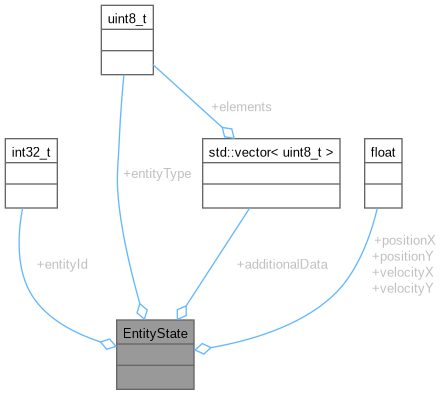 uint8_t
+elements
int32_t
std::vector< uint8_t >
float
+entityType
+entityId
+additionalData
+positionX
+positionY
+velocityX
+velocityY
EntityState